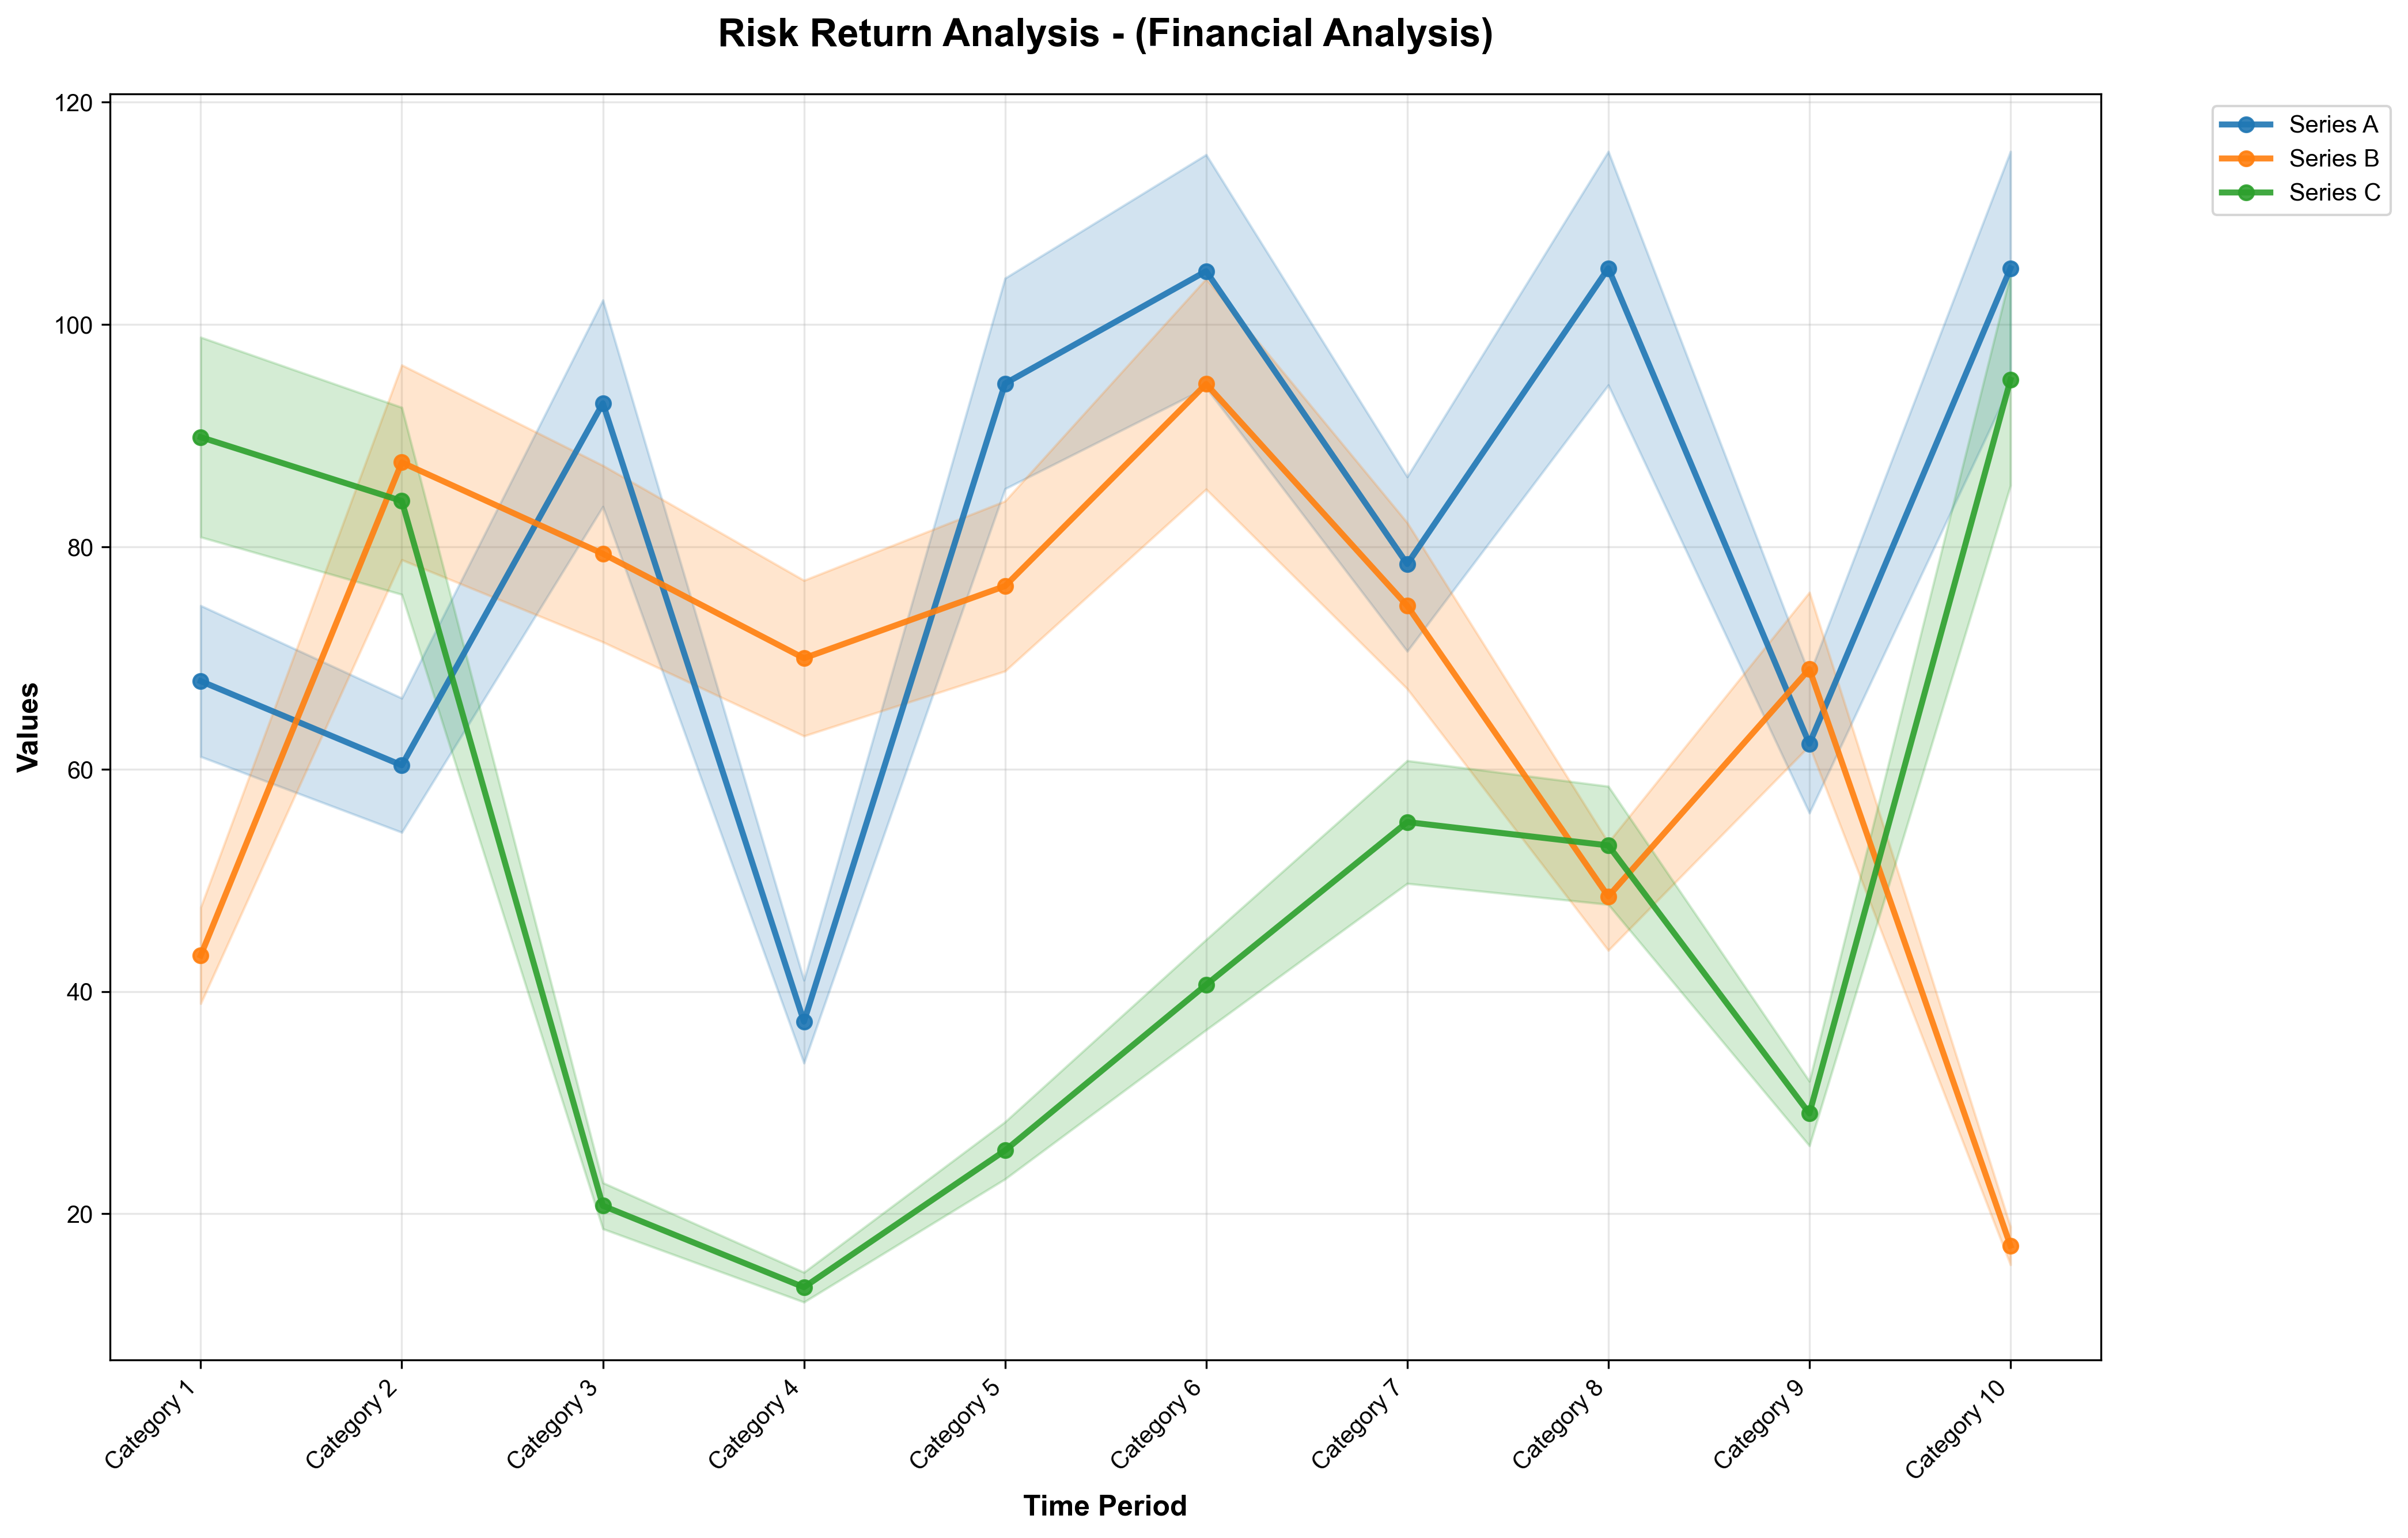 Risk Return Analysis - (Financial Analysis)
Series A
Series B
Series C
Values
120
100
80
60
40
20
Category 1
Category 2
Category 3
Category 4
Category 5
Category 6
Category 7
Category 8
Category 9
Category 10
Time Period